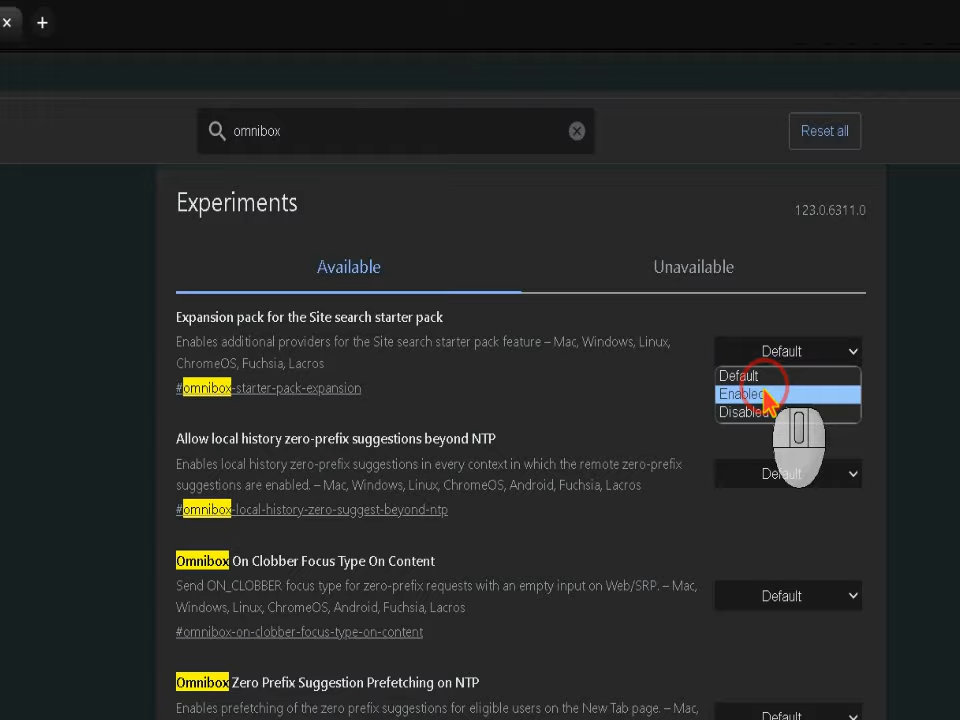 omnibox
Reset all
Experiments
123.0.6311.0
Available
Unavailable
Expansion pack for the Site search starter pack
Enables additional providers for the Site search starter pack feature – Mac, Windows, Linux,
ChromeOS, Fuchsia, Lacros
#omnibox-starter-pack-expansion
Default
Default
Enabled
Disabled
Allow local history zero-prefix suggestions beyond NTP
Enables local history zero-prefix suggestions in every context in which the remote zero-prefix
suggestions are enabled. – Mac, Windows, Linux, ChromeOS, Android, Fuchsia, Lacros
#omnibox-local-history-zero-suggest-beyond-ntp
Default
Omnibox On Clobber Focus Type On Content
Send ON_CLOBBER focus type for zero-prefix requests with an empty input on Web/SRP. – Mac,
Windows, Linux, ChromeOS, Android, Fuchsia, Lacros
#omnibox-on-clobber-focus-type-on-content
Default
Omnibox Zero Prefix Suggestion Prefetching on NTP
Enables prefetching of the zero prefix suggestions for eligible users on the New Tab page. – Mac,
Default